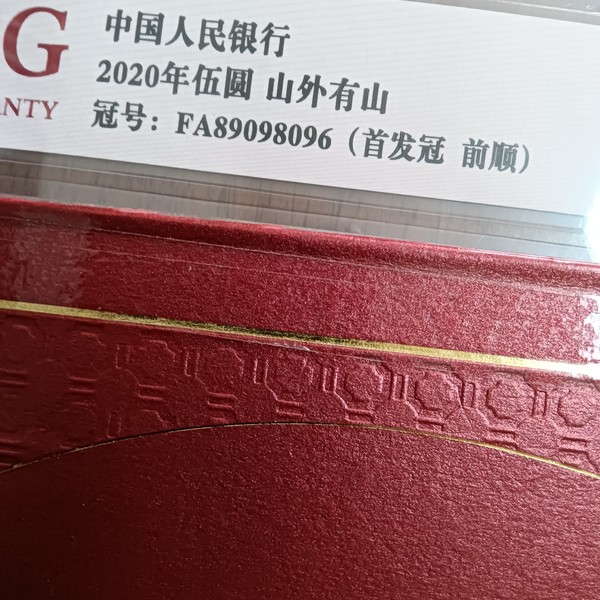 G
中国人民银行
2020年伍圆 山外有山
ANTY
冠号：FA89098096（首发冠 前顺）